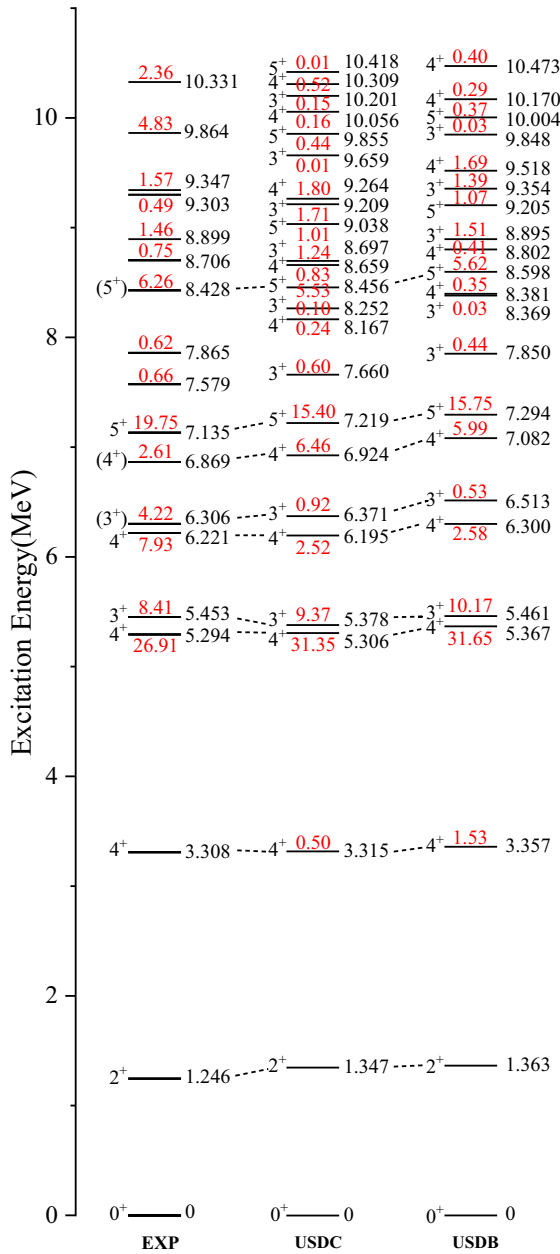 Excitation Energy(MeV)
10
8
6
4
2
0
2.36 10.331
4.83 9.864
1.57 9.347
0.49 9.303
1.46 8.899
0.75 8.706
(5⁺) 6.26 8.428
0.62 7.865
0.66 7.579
5⁺ 19.75 7.135
(4⁺) 2.61 6.869
(3⁺) 4.22 6.306
4⁺ 7.93 6.221
3⁺ 8.41 5.453
4⁺ 26.91 5.294
4⁺ 3.308
2⁺ 1.246
0⁺ 0
EXP
5⁺ 0.01 10.418
4⁺ 0.52 10.309
3⁺ 0.15 10.201
4⁺ 0.16 10.056
5⁺ 0.44 9.855
3⁺ 0.01 9.659
4⁺ 1.80 9.264
3⁺ 1.71 9.209
5⁺ 1.01 9.038
3⁺ 1.24 8.697
4⁺ 0.83 8.659
5⁺ 5.53 8.456
3⁺ 0.10 8.252
4⁺ 0.24 8.167
3⁺ 0.60 7.660
5⁺ 15.40 7.219
4⁺ 6.46 6.924
3⁺ 0.92 6.371
4⁺ 2.52 6.195
3⁺ 9.37 5.378
4⁺ 31.35 5.306
4⁺ 0.50 3.315
2⁺ 1.347
0⁺ 0
USDC
4⁺ 0.40 10.473
4⁺ 0.29 10.170
5⁺ 0.37 10.004
3⁺ 0.03 9.848
4⁺ 1.69 9.518
3⁺ 1.39 9.354
5⁺ 1.07 9.205
3⁺ 1.51 8.895
4⁺ 0.41 8.802
5⁺ 5.62 8.598
4⁺ 0.35 8.381
3⁺ 0.03 8.369
3⁺ 0.44 7.850
5⁺ 15.75 7.294
4⁺ 5.99 7.082
3⁺ 0.53 6.513
4⁺ 2.58 6.300
3⁺ 10.17 5.461
4⁺ 31.65 5.367
4⁺ 1.53 3.357
2⁺ 1.363
0⁺ 0
USDB